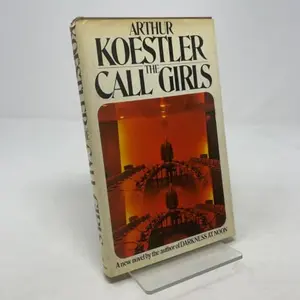 ARTHUR
KOESTLER
THE
CALL GIRLS
A new novel by the author of DARKNESS AT NOON